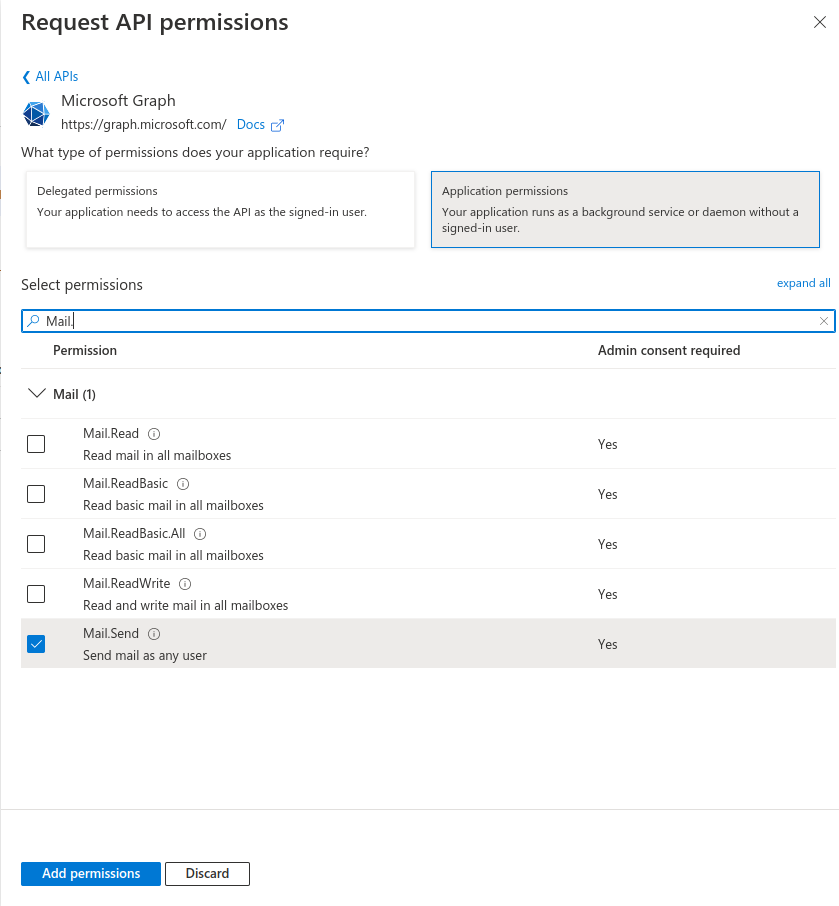 Request API permissions
All APIs
Microsoft Graph
https://graph.microsoft.com/ Docs
What type of permissions does your application require?
Delegated permissions
Your application needs to access the API as the signed-in user.
Application permissions
Your application runs as a background service or daemon without a
signed-in user.
Select permissions
expand all
Mail.
Permission
Admin consent required
Mail (1)
Mail.Read
Read mail in all mailboxes
Yes
Mail.ReadBasic
Read basic mail in all mailboxes
Yes
Mail.ReadBasic.All
Read basic mail in all mailboxes
Yes
Mail.ReadWrite
Read and write mail in all mailboxes
Yes
Mail.Send
Send mail as any user
Yes
Add permissions
Discard